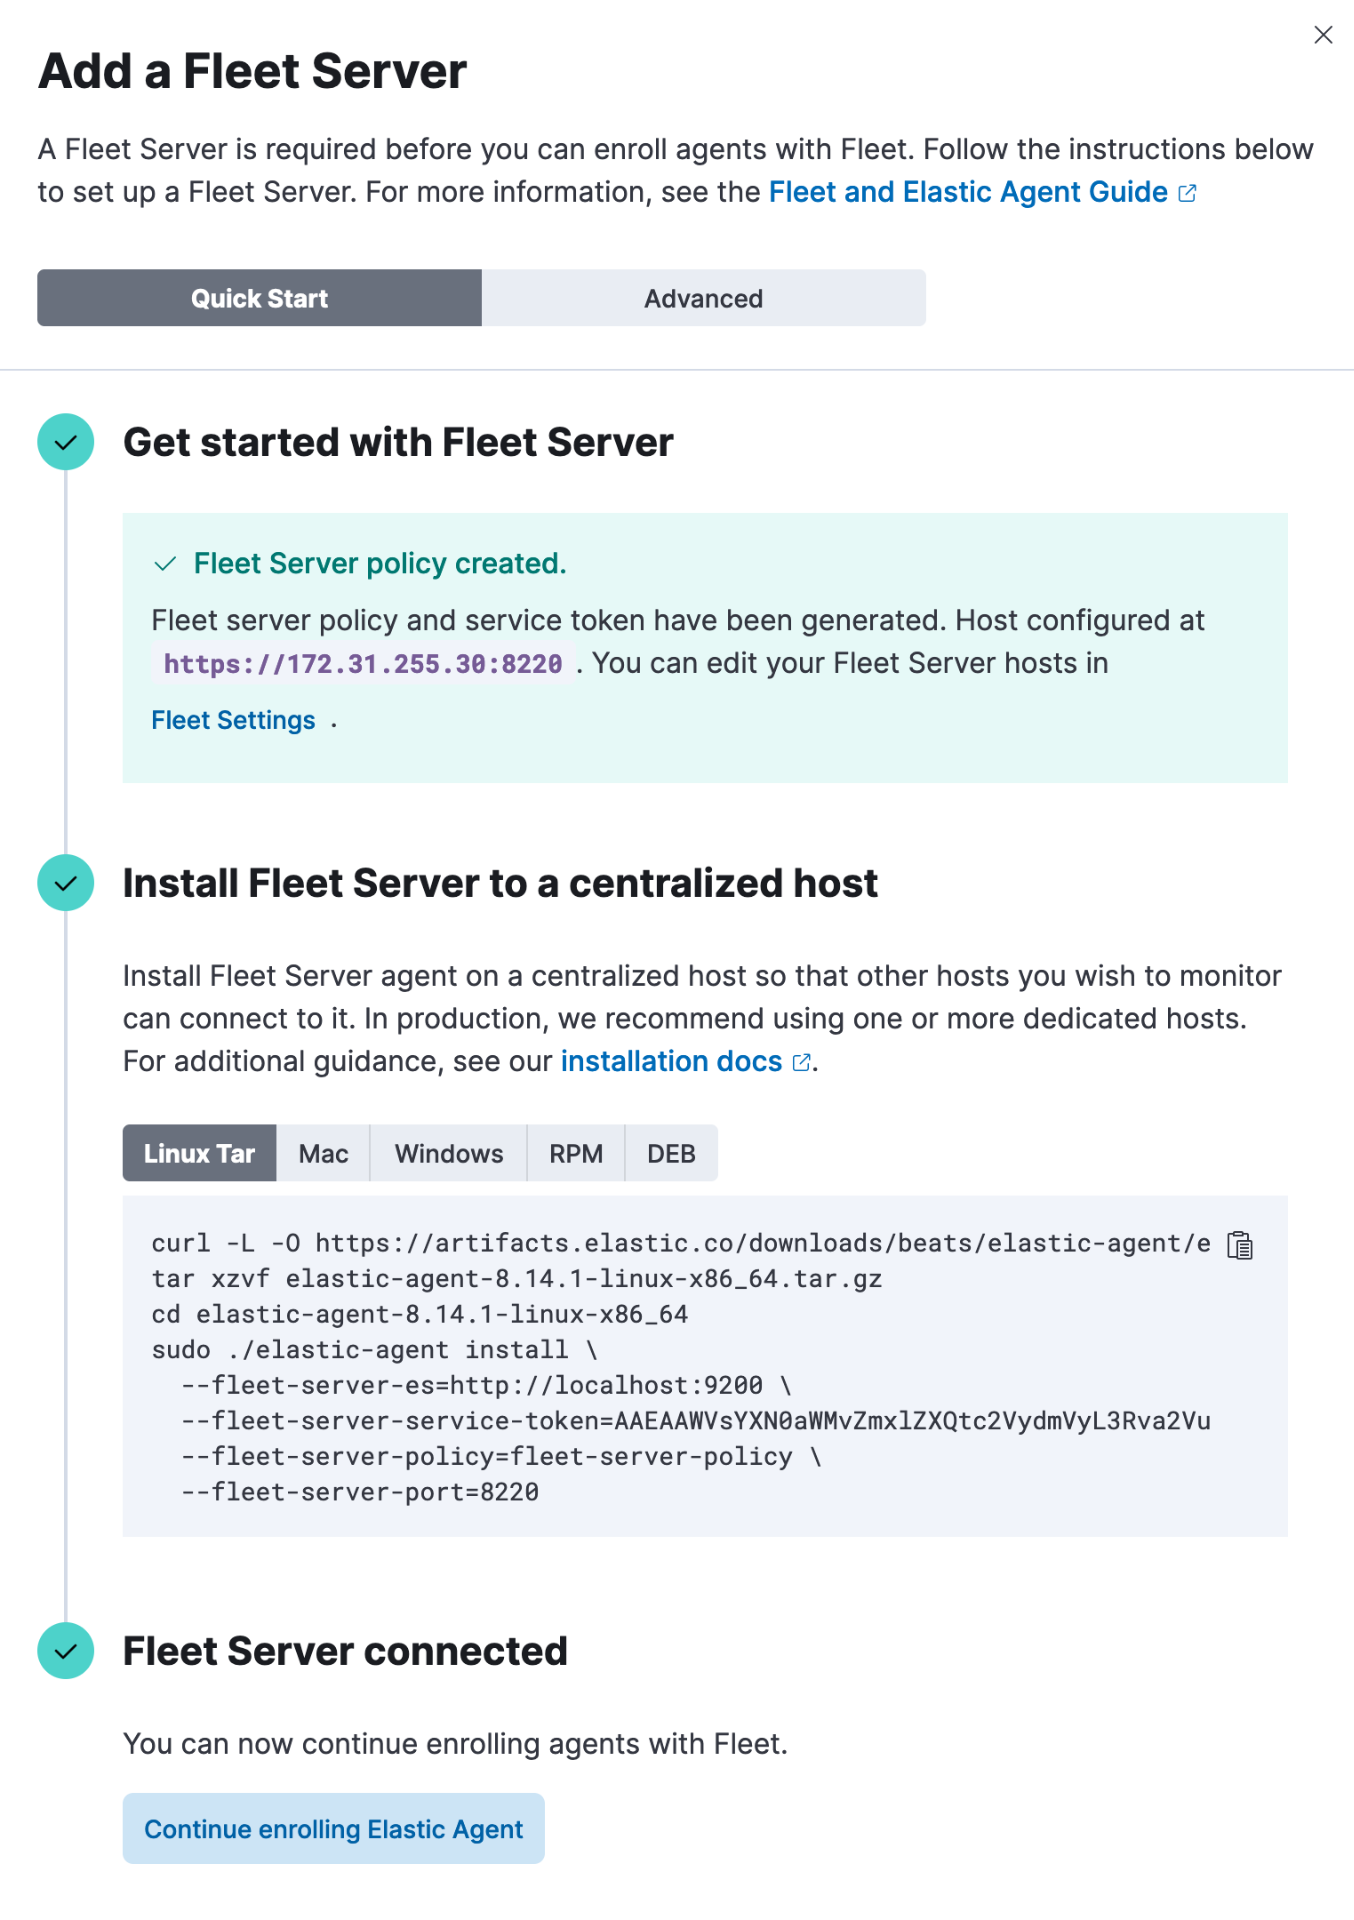 Add a Fleet Server
A Fleet Server is required before you can enroll agents with Fleet. Follow the instructions below
to set up a Fleet Server. For more information, see the Fleet and Elastic Agent Guide
Quick Start
Advanced
Get started with Fleet Server
Fleet Server policy created.
Fleet server policy and service token have been generated. Host configured at
https://172.31.255.30:8220 . You can edit your Fleet Server hosts in
Fleet Settings .
Install Fleet Server to a centralized host
Install Fleet Server agent on a centralized host so that other hosts you wish to monitor
can connect to it. In production, we recommend using one or more dedicated hosts.
For additional guidance, see our installation docs .
Linux Tar
Mac
Windows
RPM
DEB
curl -L -O https://artifacts.elastic.co/downloads/beats/elastic-agent/e
tar xzvf elastic-agent-8.14.1-linux-x86_64.tar.gz
cd elastic-agent-8.14.1-linux-x86_64
sudo ./elastic-agent install \
--fleet-server-es=http://localhost:9200 \
--fleet-server-service-token=AAEAAWVsYXN0aWMvZmxlZXQtc2VydmVyL3Rva2Vu
--fleet-server-policy=fleet-server-policy \
--fleet-server-port=8220
Fleet Server connected
You can now continue enrolling agents with Fleet.
Continue enrolling Elastic Agent